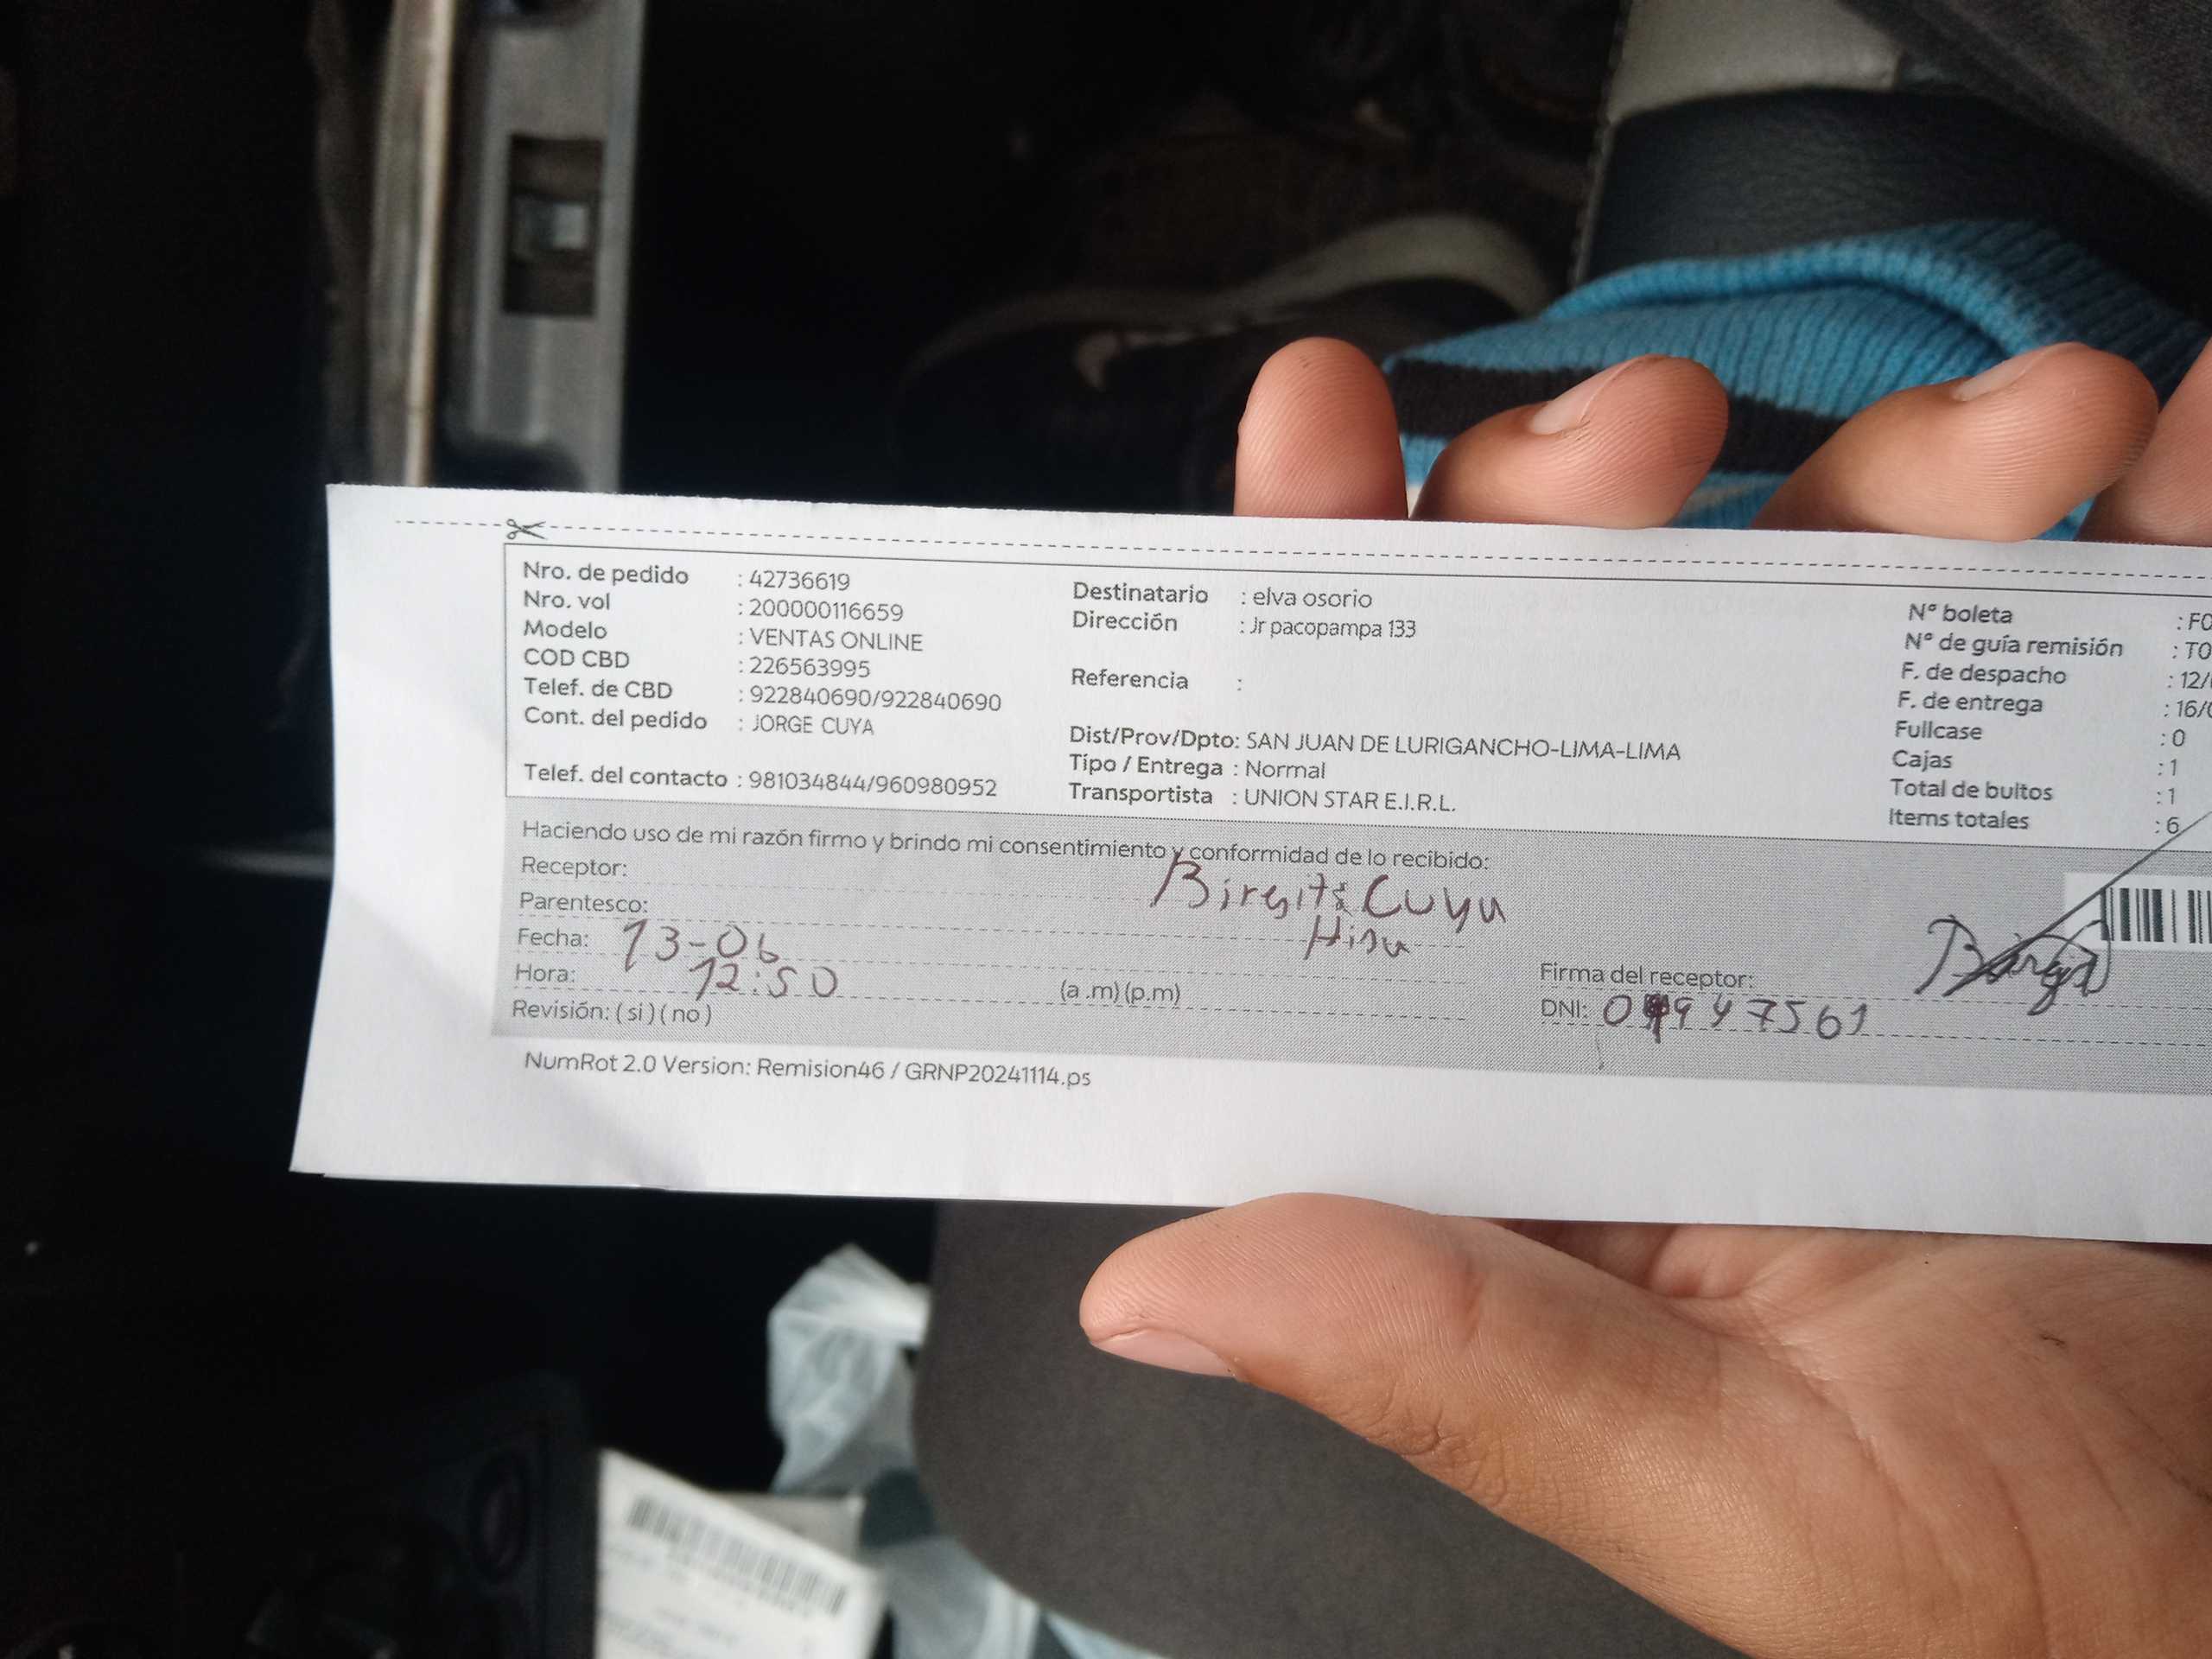 Nro. de pedido : 42736619
Nro. vol : 200000116659
Modelo : VENTAS ONLINE
COD CBD : 226563995
Telef. de CBD : 922840690/922840690
Cont. del pedido : JORGE CUYA
Telef. del contacto : 981034844/960980952
Destinatario : elva osorio
Dirección : Jr pacopampa 133
Referencia :
Dist/Prov/Dpto: SAN JUAN DE LURIGANCHO-LIMA-LIMA
Tipo / Entrega : Normal
Transportista : UNION STAR E.I.R.L.
N° boleta : F0
N° de guía remisión : T0
F. de despacho : 12/
F. de entrega : 16/
Fullcase : 0
Cajas : 1
Total de bultos : 1
Items totales : 6
Haciendo uso de mi razón firmo y brindo mi consentimiento y conformidad de lo recibido:
Receptor: Cuya
Parentesco:
Fecha: 13-06
Hora: 12:50 (a .m) (p.m)
Revisión: ( si ) ( no )
Firma del receptor:
DNI:
NumRot 2.0 Version: Remision46 / GRNP20241114.ps